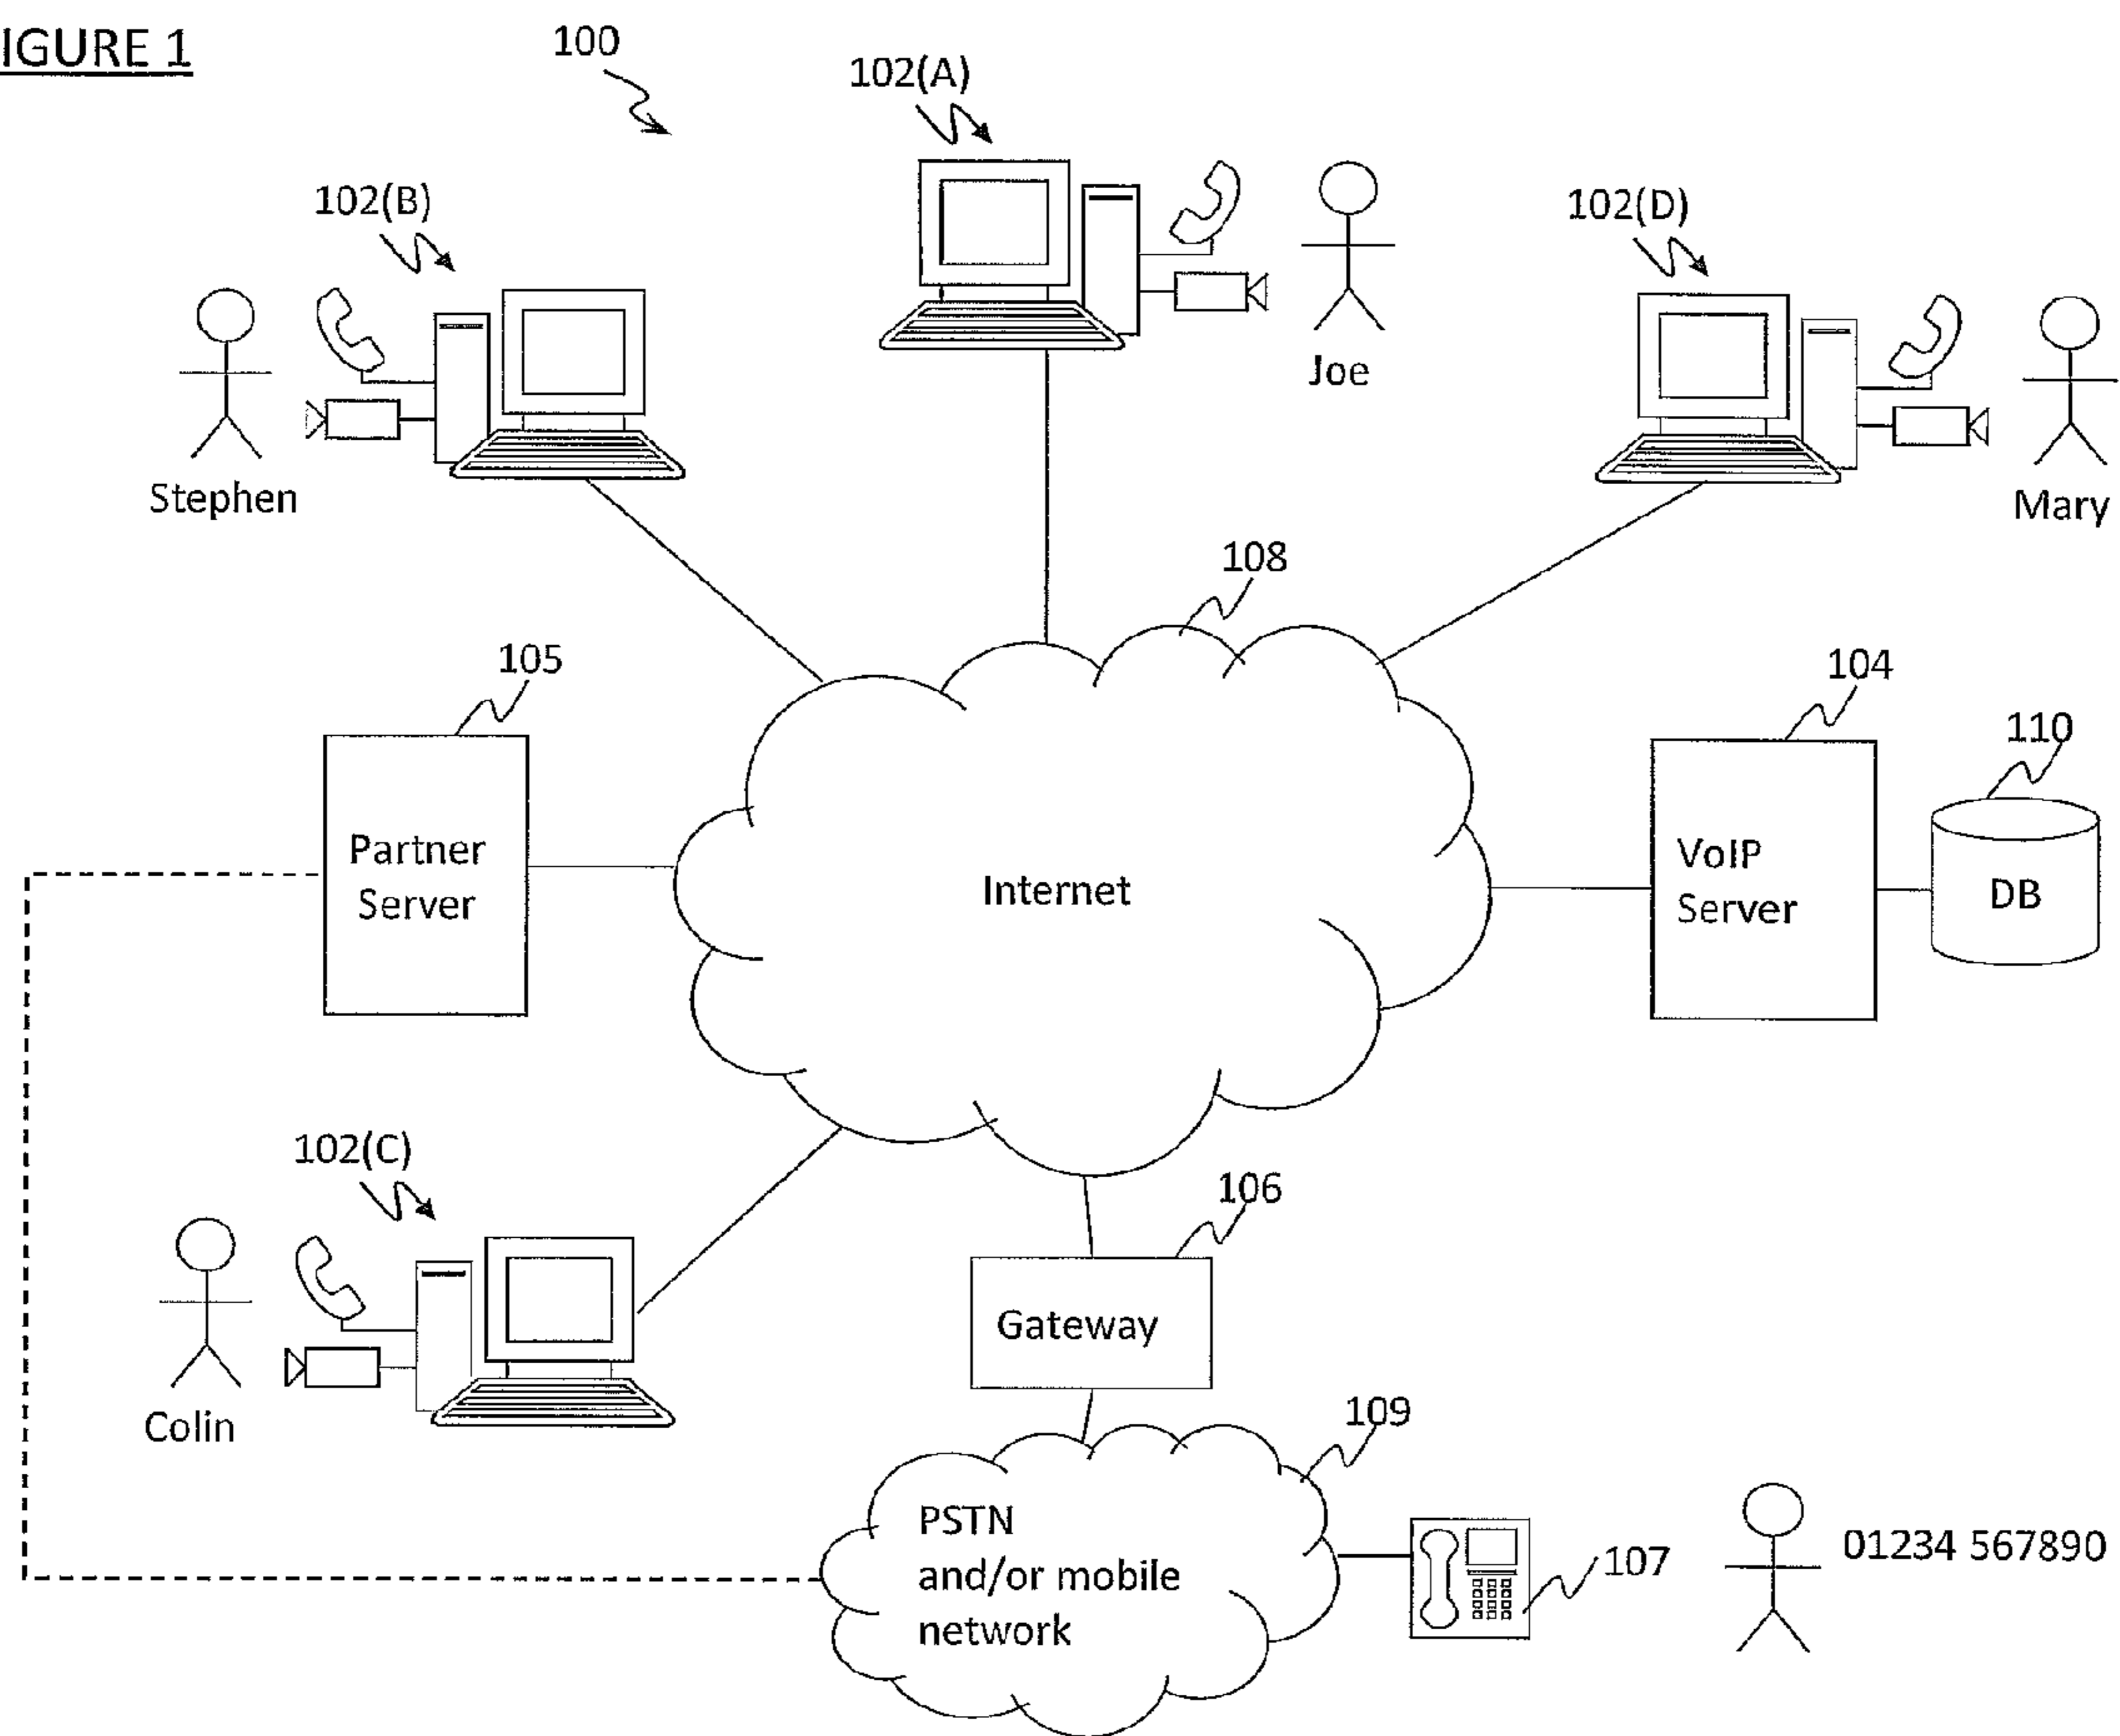 IGURE 1
100
102(A)
102(B)
102(D)
Joe
Stephen
Mary
108
105
104
110
Partner
Server
Internet
VoIP
Server
DB
102(C)
106
Gateway
Colin
109
PSTN
and/or mobile
network
107
01234 567890